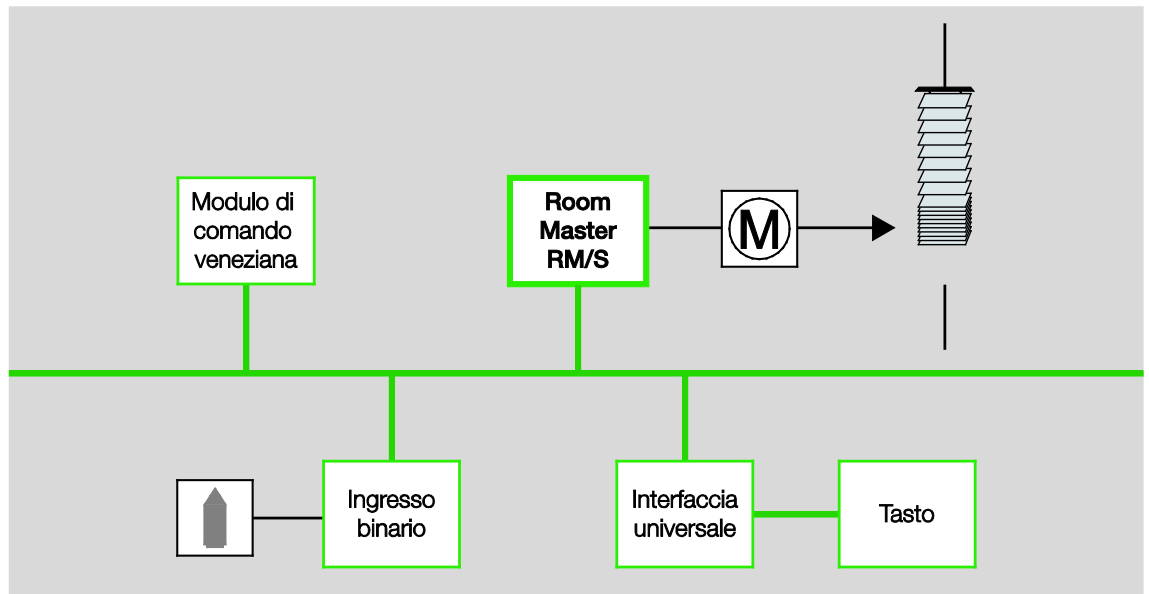 Modulo di
comando
veneziana
Room
Master
RM/S
M
Ingresso
binario
Interfaccia
universale
Tasto